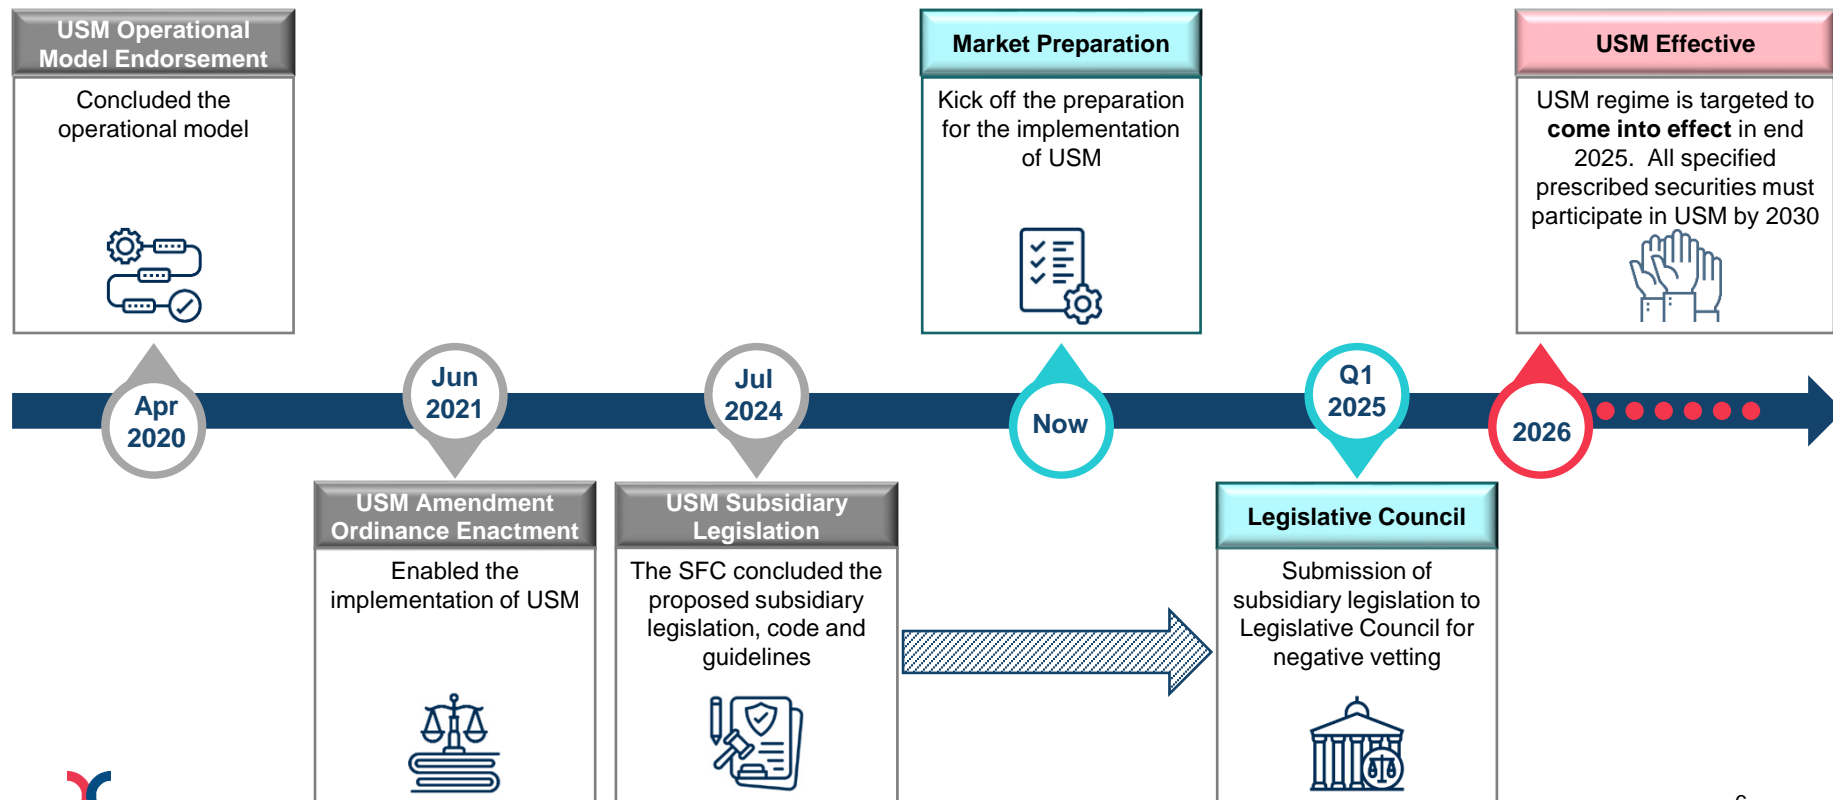 USM Operational
Model Endorsement
Concluded the
operational model
Market Preparation
Kick off the preparation
for the implementation
of USM
USM Effective
USM regime is targeted to
come into effect in end
2025.  All specified
prescribed securities must
participate in USM by 2030
Apr
2020
Jun
2021
Jul
2024
Now
Q1
2025
2026
USM Amendment
Ordinance Enactment
Enabled the
implementation of USM
USM Subsidiary
Legislation
The SFC concluded the
proposed subsidiary
legislation, code and
guidelines
Legislative Council
Submission of
subsidiary legislation to
Legislative Council for
negative vetting